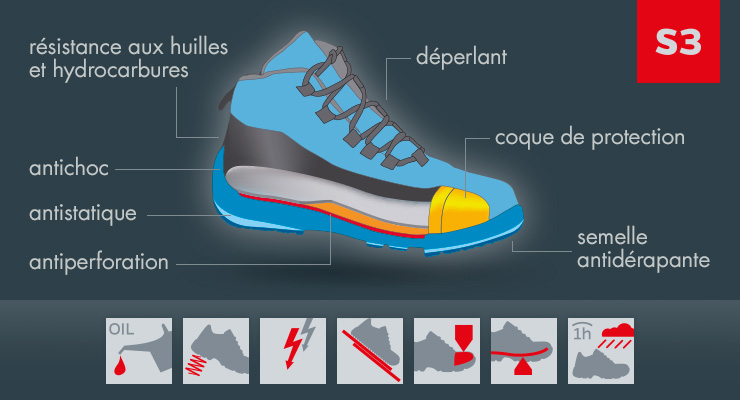 S3
résistance aux huilles
et hydrocarbures
déperlant
coque de protection
antichoc
antistatique
semelle
antidérapante
antiperforation
OIL
1h